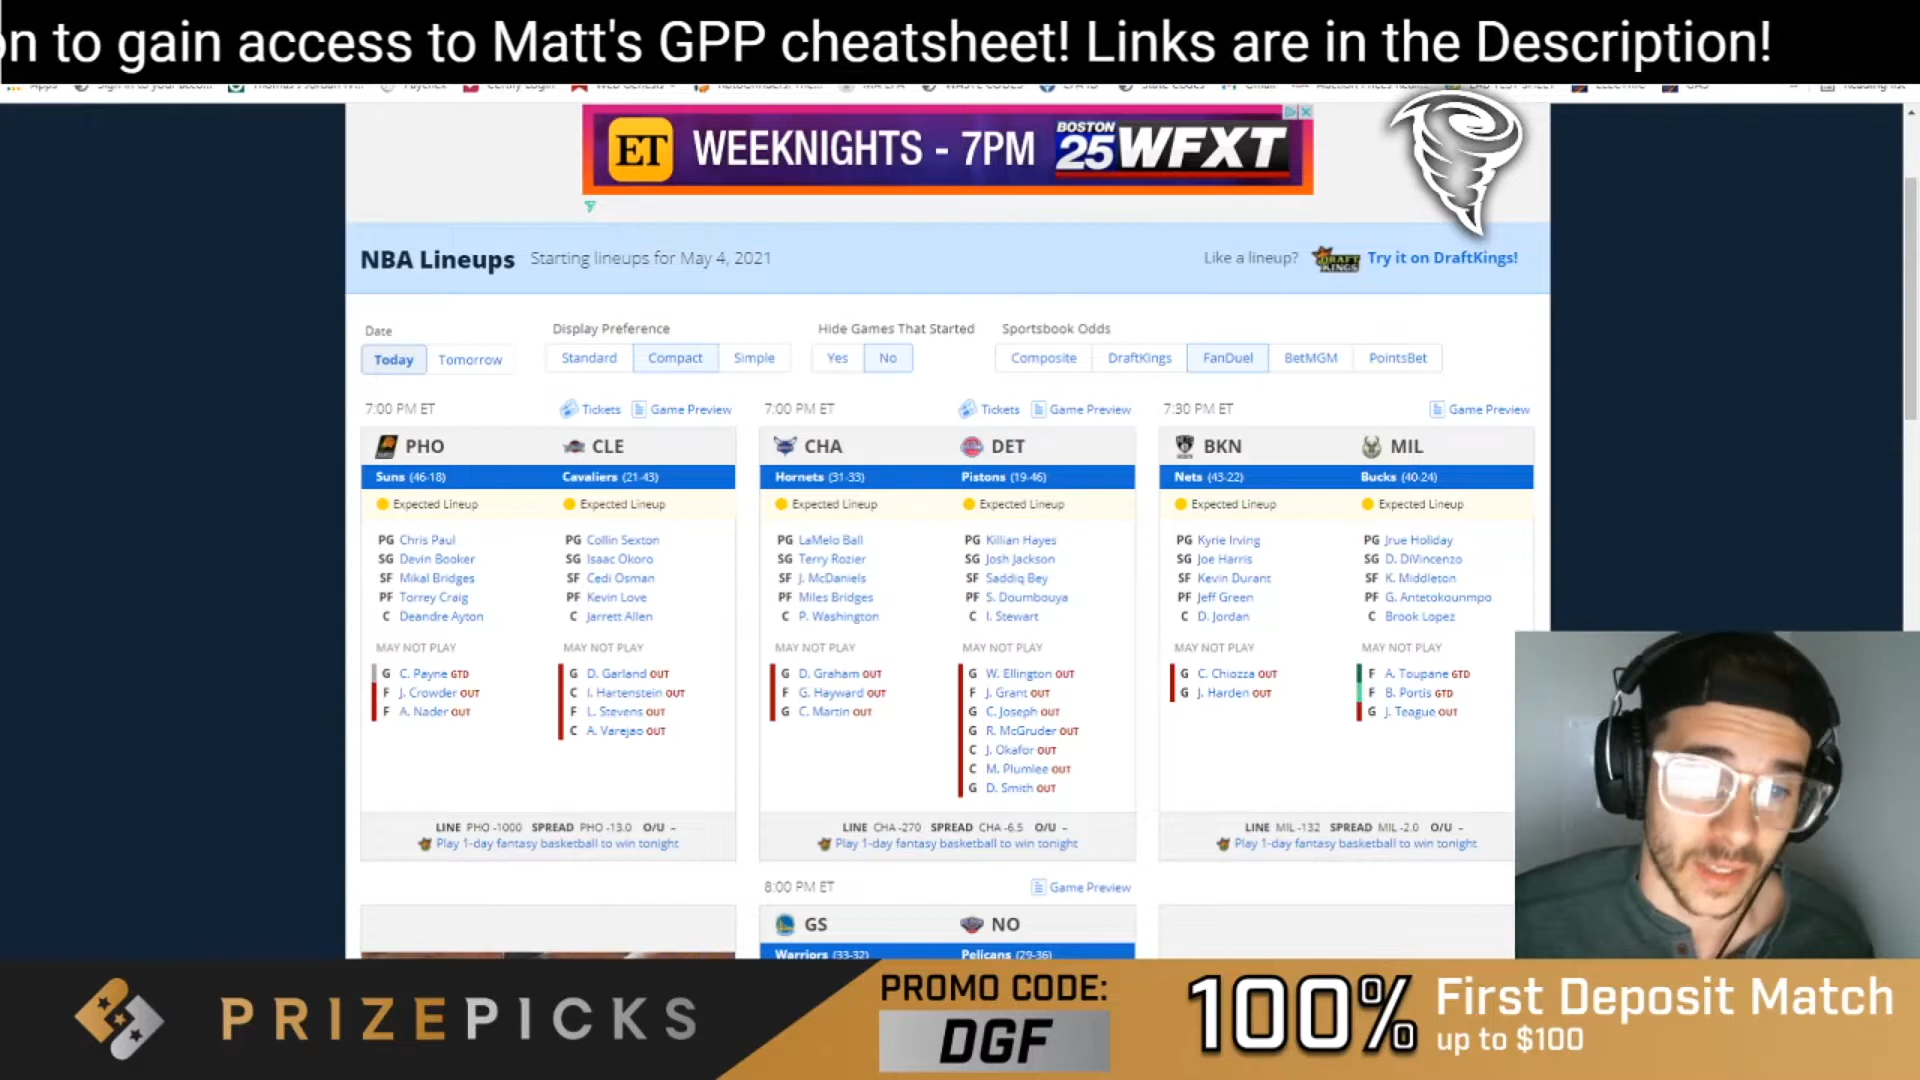 on to gain access to Matt's GPP cheatsheet! Links are in the Description!
ET WEEKNIGHTS - 7PM BOSTON 25 WFXT
NBA Lineups Starting lineups for May 4, 2021
Like a lineup? DRAFT KINGS Try it on DraftKings!
Date
Today Tomorrow
Display Preference
Standard Compact Simple
Hide Games That Started
Yes No
Sportsbook Odds
Composite DraftKings FanDuel BetMGM PointsBet
7:00 PM ET Tickets Game Preview
PHO CLE
Suns (46-18) Cavaliers (21-43)
Expected Lineup Expected Lineup
PG Chris Paul PG Collin Sexton
SG Devin Booker SG Isaac Okoro
SF Mikal Bridges SF Cedi Osman
PF Torrey Craig PF Kevin Love
C Deandre Ayton C Jarrett Allen
MAY NOT PLAY MAY NOT PLAY
G C. Payne GTD G D. Garland OUT
F J. Crowder OUT C I. Hartenstein OUT
F A. Nader OUT F L. Stevens OUT
C A. Varejao OUT
LINE PHO -1000 SPREAD PHO -13.0 O/U -
Play 1-day fantasy basketball to win tonight
7:00 PM ET Tickets Game Preview
CHA DET
Hornets (31-33) Pistons (19-46)
Expected Lineup Expected Lineup
PG LaMelo Ball PG Killian Hayes
SG Terry Rozier SG Josh Jackson
SF J. McDaniels SF Saddiq Bey
PF Miles Bridges PF S. Doumbouya
C P. Washington C I. Stewart
MAY NOT PLAY MAY NOT PLAY
G D. Graham OUT G W. Ellington OUT
F G. Hayward OUT F J. Grant OUT
G C. Martin OUT G C. Joseph OUT
G R. McGruder OUT
C J. Okafor OUT
C M. Plumlee OUT
G D. Smith OUT
LINE CHA -270 SPREAD CHA -6.5 O/U -
Play 1-day fantasy basketball to win tonight
7:30 PM ET Game Preview
BKN MIL
Nets (43-22) Bucks (40-24)
Expected Lineup Expected Lineup
PG Kyrie Irving PG Jrue Holiday
SG Joe Harris SG D. DiVincenzo
SF Kevin Durant SF K. Middleton
PF Jeff Green PF G. Antetokounmpo
C D. Jordan C Brook Lopez
MAY NOT PLAY MAY NOT PLAY
G C. Chiozza OUT F A. Toupane GTD
G J. Harden OUT F B. Portis GTD
G J. Teague OUT
LINE MIL -132 SPREAD MIL -2.0 O/U -
Play 1-day fantasy basketball to win tonight
8:00 PM ET Game Preview
GS NO
Warriors (33-32) Pelicans (29-36)
PRIZEPICKS
PROMO CODE:
DGF
100% First Deposit Match
up to $100